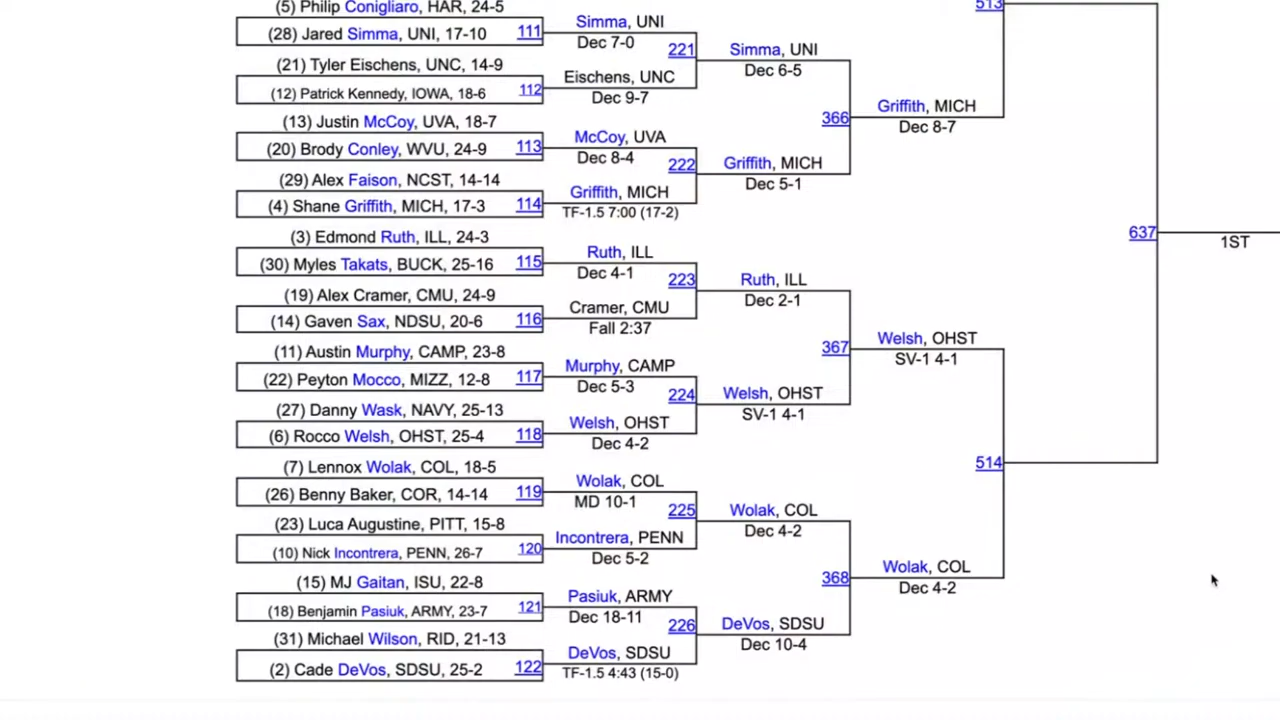 (5) Philip Conigliaro, HAR, 24-5
(28) Jared Simma, UNI, 17-10
111
(21) Tyler Eischens, UNC, 14-9
(12) Patrick Kennedy, IOWA, 18-6
112
(13) Justin McCoy, UVA, 18-7
(20) Brody Conley, WVU, 24-9
113
(29) Alex Faison, NCST, 14-14
(4) Shane Griffith, MICH, 17-3
114
(3) Edmond Ruth, ILL, 24-3
(30) Myles Takats, BUCK, 25-16
115
(19) Alex Cramer, CMU, 24-9
(14) Gaven Sax, NDSU, 20-6
116
(11) Austin Murphy, CAMP, 23-8
(22) Peyton Mocco, MIZZ, 12-8
117
(27) Danny Wask, NAVY, 25-13
(6) Rocco Welsh, OHST, 25-4
118
(7) Lennox Wolak, COL, 18-5
(26) Benny Baker, COR, 14-14
119
(23) Luca Augustine, PITT, 15-8
(10) Nick Incontrera, PENN, 26-7
120
(15) MJ Gaitan, ISU, 22-8
(18) Benjamin Pasiuk, ARMY, 23-7
121
(31) Michael Wilson, RID, 21-13
(2) Cade DeVos, SDSU, 25-2
122
Simma, UNI
Dec 7-0
221
Eischens, UNC
Dec 9-7
McCoy, UVA
Dec 8-4
222
Griffith, MICH
TF-1.5 7:00 (17-2)
Ruth, ILL
Dec 4-1
223
Cramer, CMU
Fall 2:37
Murphy, CAMP
Dec 5-3
224
Welsh, OHST
Dec 4-2
Wolak, COL
MD 10-1
225
Incontrera, PENN
Dec 5-2
Pasiuk, ARMY
Dec 18-11
226
DeVos, SDSU
TF-1.5 4:43 (15-0)
Simma, UNI
Dec 6-5
366
Griffith, MICH
Dec 5-1
Ruth, ILL
Dec 2-1
367
Welsh, OHST
SV-1 4-1
Wolak, COL
Dec 4-2
368
DeVos, SDSU
Dec 10-4
513
Griffith, MICH
Dec 8-7
Welsh, OHST
SV-1 4-1
514
Wolak, COL
Dec 4-2
637
1ST